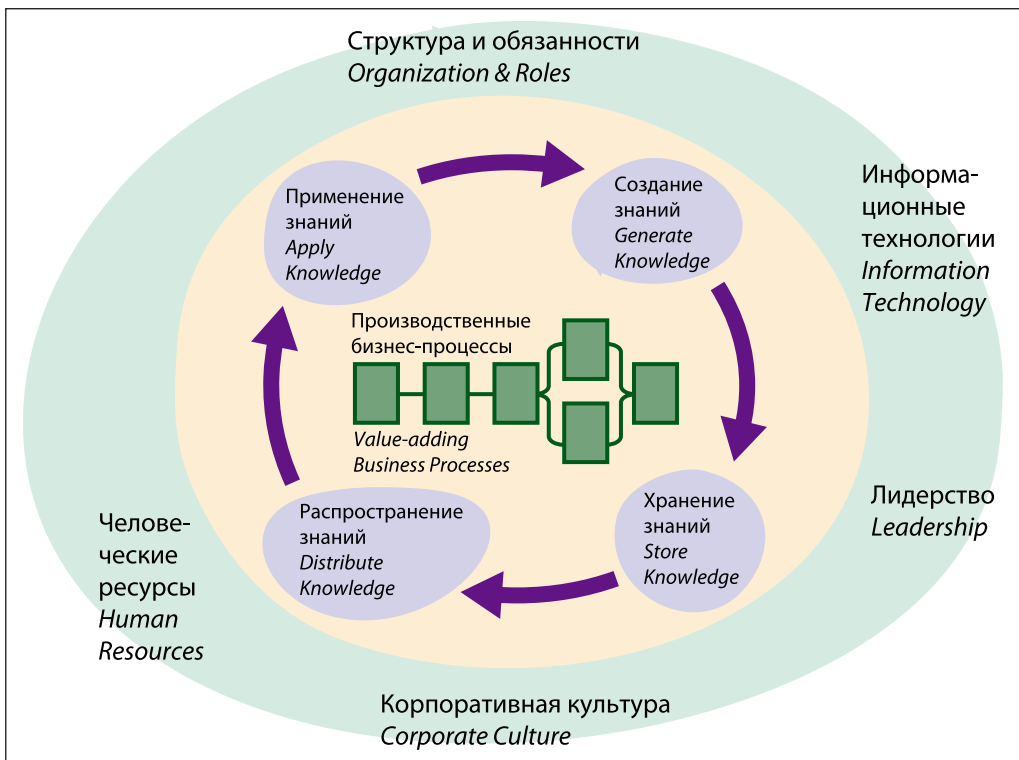 Структура и обязанности
Organization & Roles
Применение
знаний
Apply
Knowledge
Создание
знаний
Generate
Knowledge
Информа-
ционные
технологии
Information
Technology
Производственные
бизнес-процессы
Value-adding
Business Processes
Распространение
знаний
Distribute
Knowledge
Хранение
знаний
Store
Knowledge
Лидерство
Leadership
Челове-
ческие
ресурсы
Human
Resources
Корпоративная культура
Corporate Culture